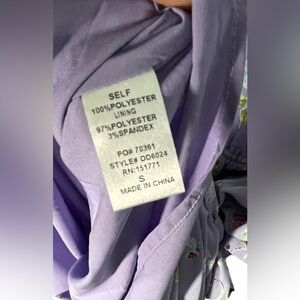 SELF
100%POLYESTER
LINING
97%POLYESTER
3%SPANDEX
PO# 70361
STYLE# OD6024
RN:151771
S
MADE IN CHINA